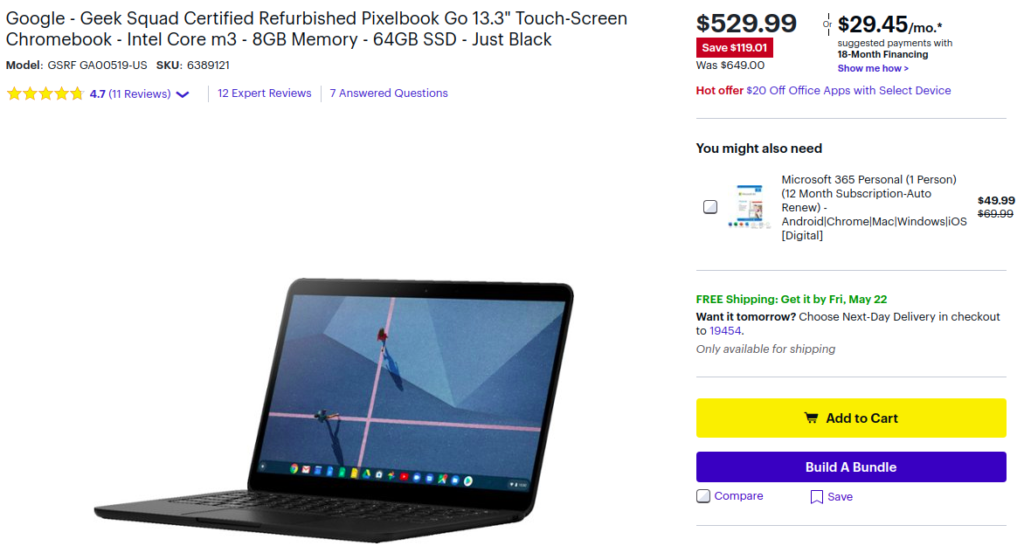 Google - Geek Squad Certified Refurbished Pixelbook Go 13.3" Touch-Screen
Chromebook - Intel Core m3 - 8GB Memory - 64GB SSD - Just Black
Model: GSRF GA00519-US SKU: 6389121
4.7 (11 Reviews)
12 Expert Reviews
7 Answered Questions
$529.99
Save $119.01
Was $649.00
Or
$29.45/mo.*
suggested payments with
18-Month Financing
Show me how >
Hot offer $20 Off Office Apps with Select Device
You might also need
Microsoft 365 Personal (1 Person)
(12 Month Subscription-Auto
Renew) -
Android|Chrome|Mac|Windows|iOS
[Digital]
$49.99
$69.99
FREE Shipping: Get it by Fri, May 22
Want it tomorrow? Choose Next-Day Delivery in checkout
to 19454.
Only available for shipping
Add to Cart
Build A Bundle
Compare
Save